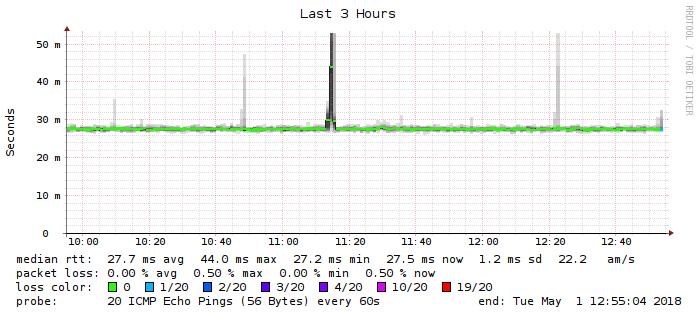 Last 3 Hours
RRDTOOL / TOBI OETIKER
Seconds
50 m
40 m
30 m
20 m
10 m
0
10:00 10:20 10:40 11:00 11:20 11:40 12:00 12:20 12:40
median rtt: 27.7 ms avg 44.0 ms max 27.2 ms min 27.5 ms now 1.2 ms sd 22.2 am/s
packet loss: 0.00 % avg 0.50 % max 0.00 % min 0.50 % now
loss color: 0 1/20 2/20 3/20 4/20 10/20 19/20
probe: 20 ICMP Echo Pings (56 Bytes) every 60s end: Tue May 1 12:55:04 2018